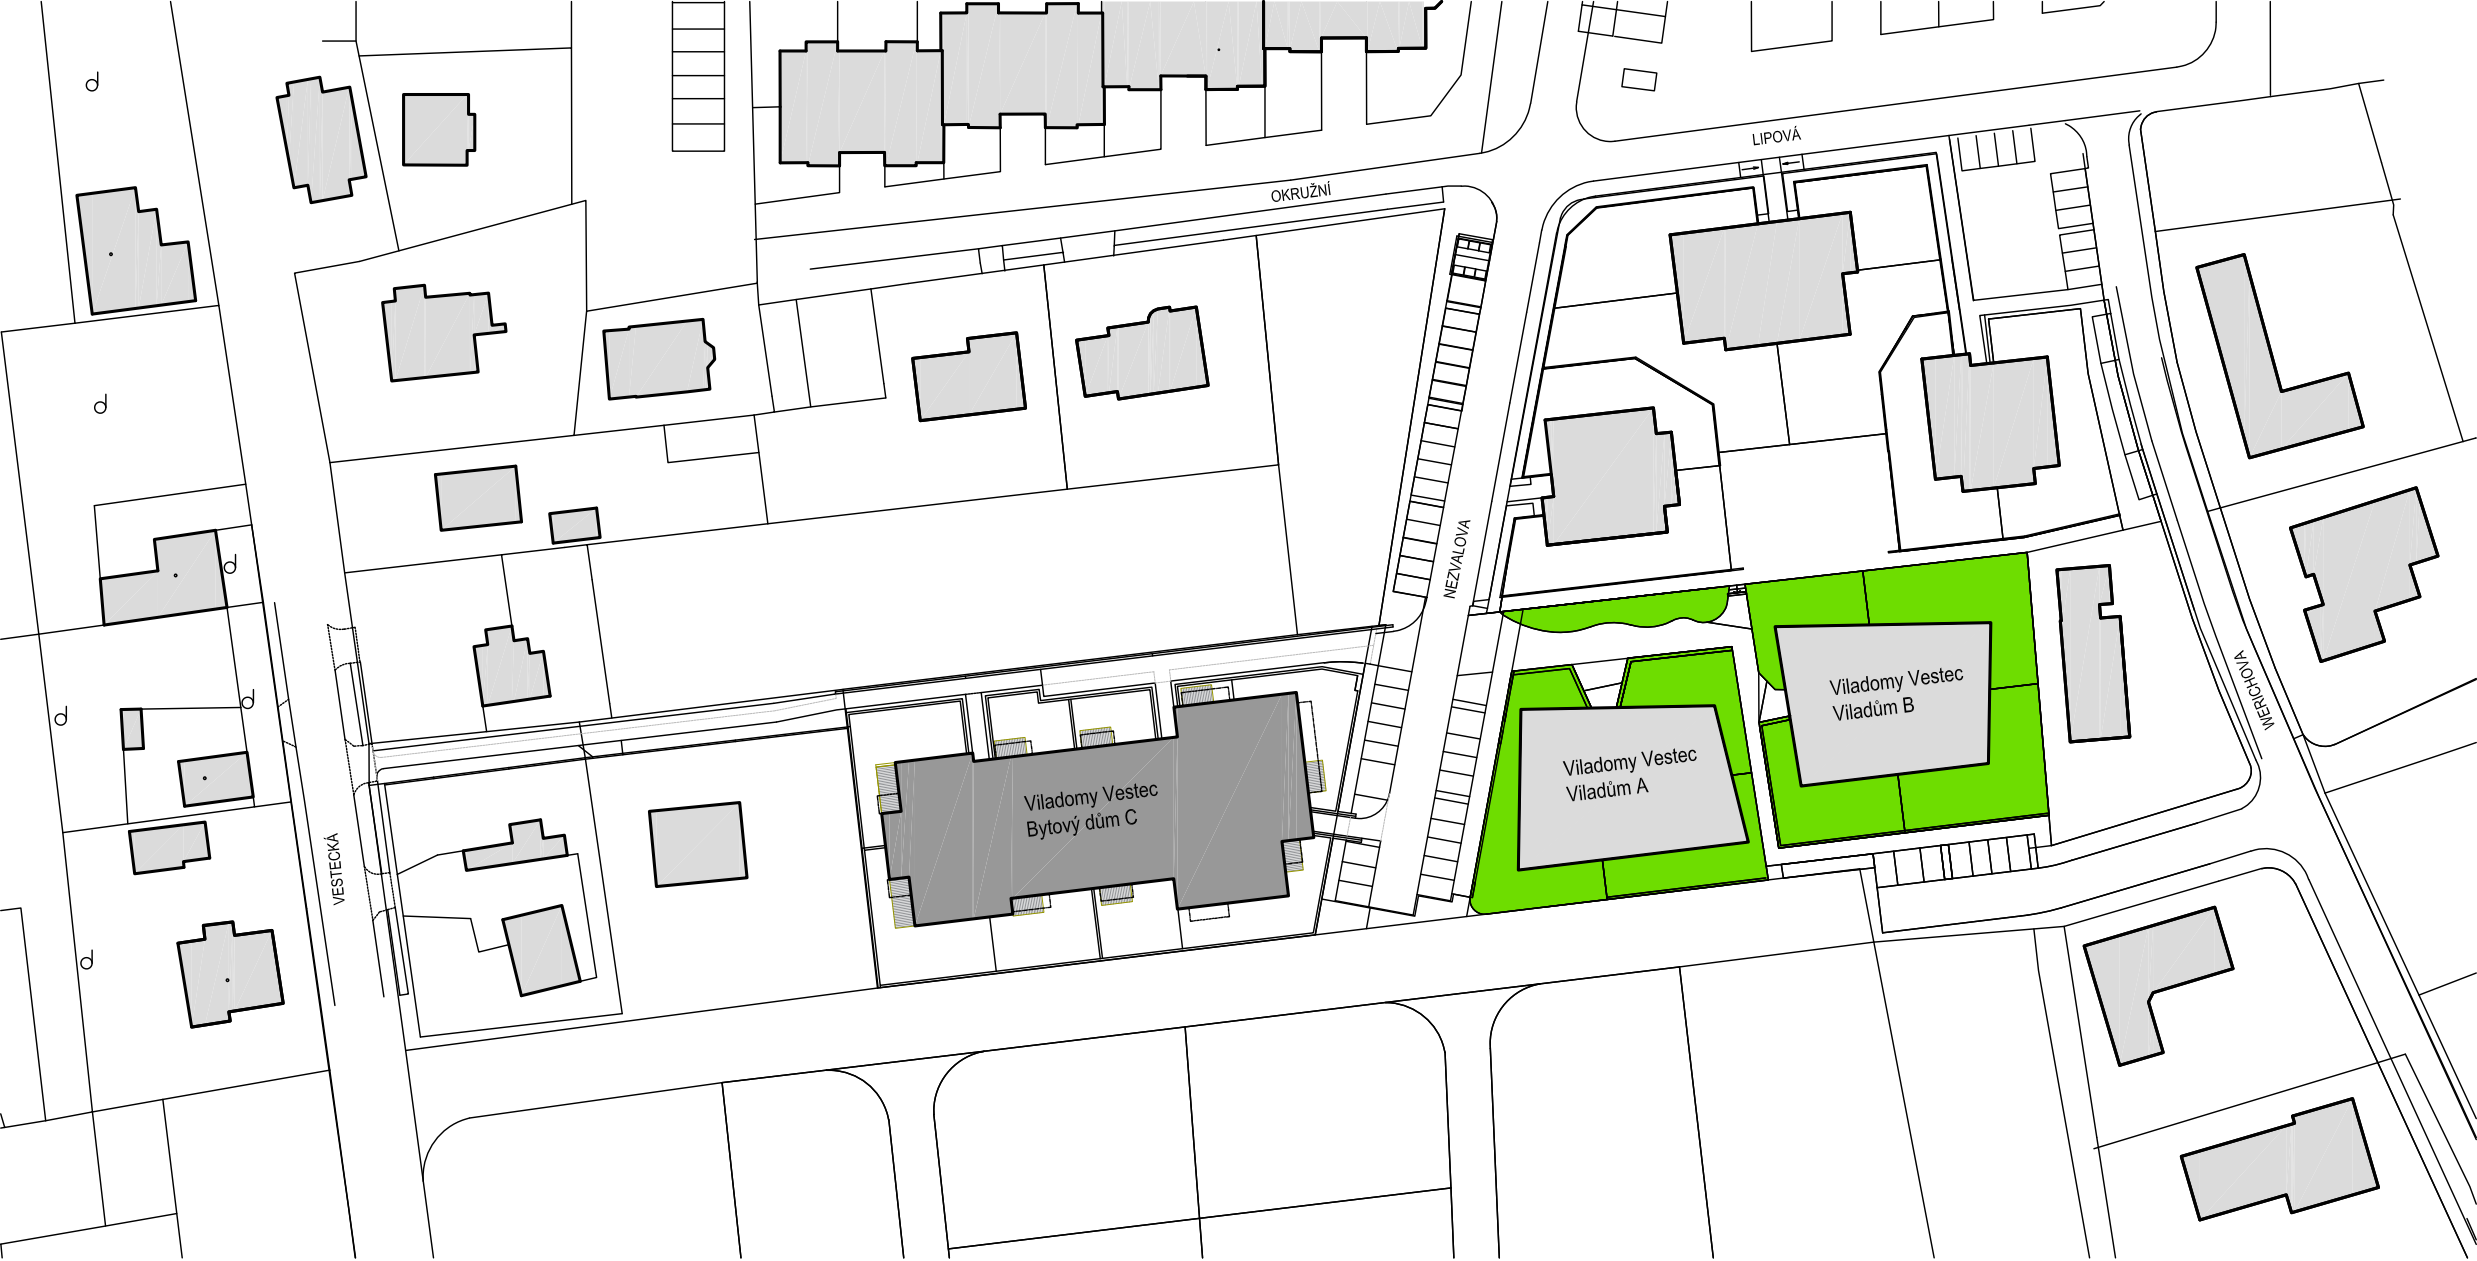 LIPOVÁ
OKRUŽNÍ
NEZVALOVA
WERICHOVA
Viladomy Vestec
Viladům B
Viladomy Vestec
Viladům A
Viladomy Vestec
Bytový dům C
VESTECKÁ